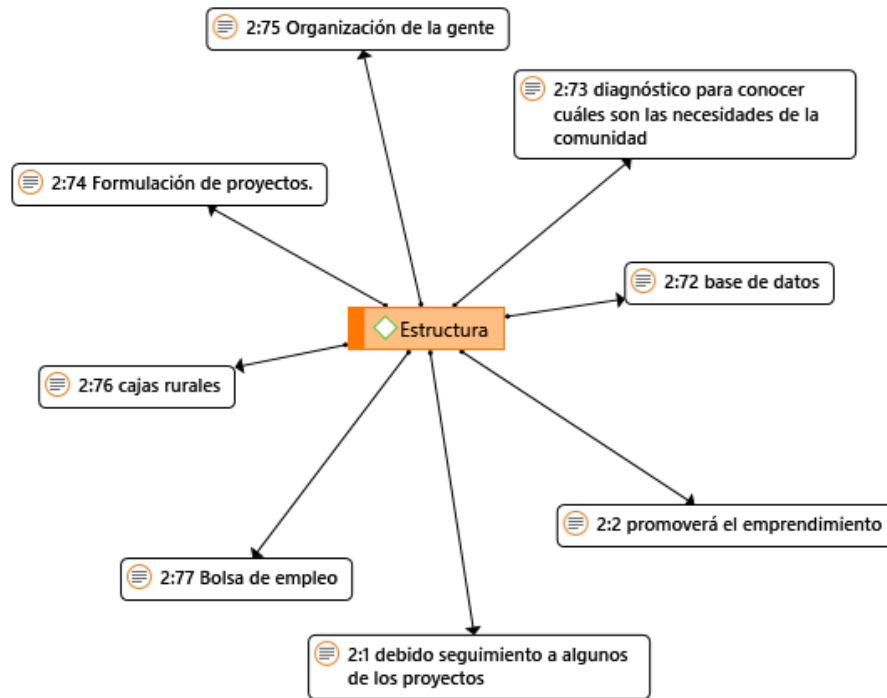 2:75 Organización de la gente
2:73 diagnóstico para conocer
cuáles son las necesidades de la
comunidad
2:74 Formulación de proyectos.
2:72 base de datos
Estructura
2:76 cajas rurales
2:2 promoverá el emprendimiento
2:77 Bolsa de empleo
2:1 debido seguimiento a algunos
de los proyectos